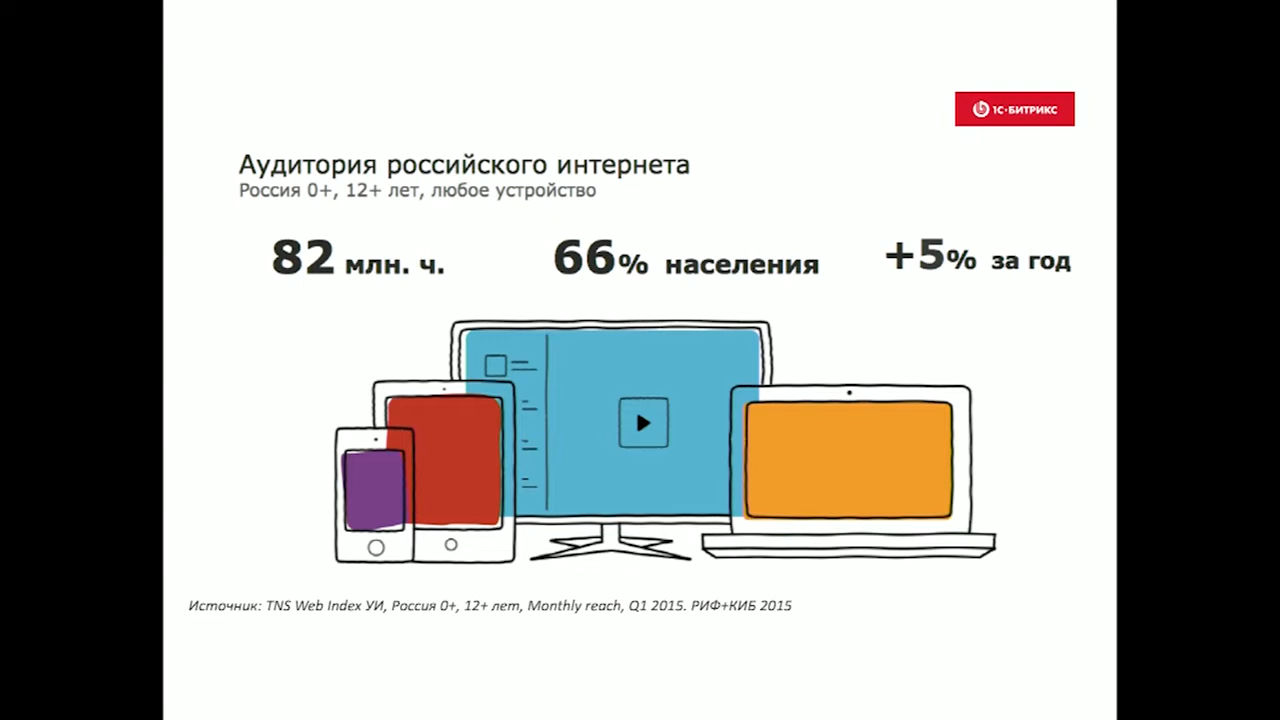 1С•БИТРИКС
Аудитория российского интернета
Россия 0+, 12+ лет, любое устройство
82 млн. ч.
66% населения
+5% за год
Источник: TNS Web Index УИ, Россия 0+, 12+ лет, Monthly reach, Q1 2015. РИФ+КИБ 2015